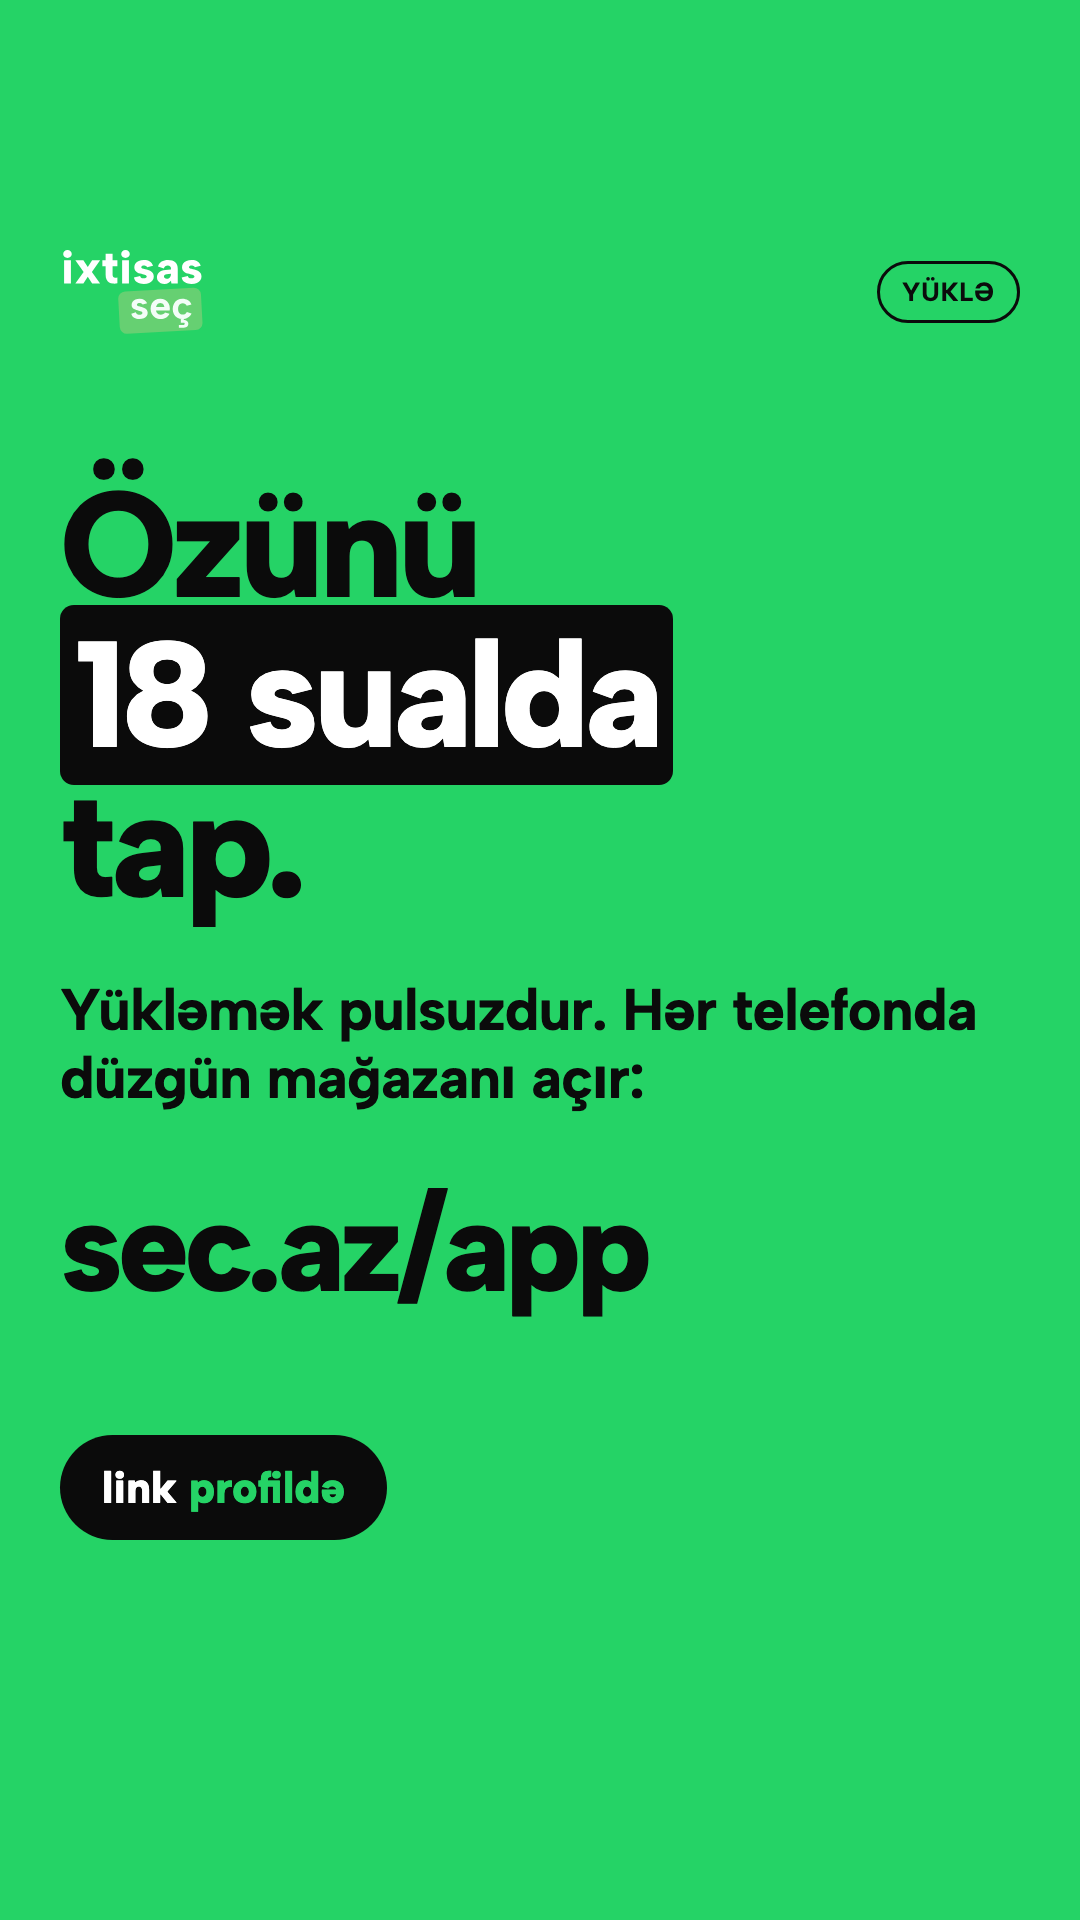 ixtisas
seç
YÜKLƏ
Özünü
18 sualda
tap.
Yükləmək pulsuzdur. Hər telefonda
düzgün mağazanı açır:
sec.az/app
link profildə